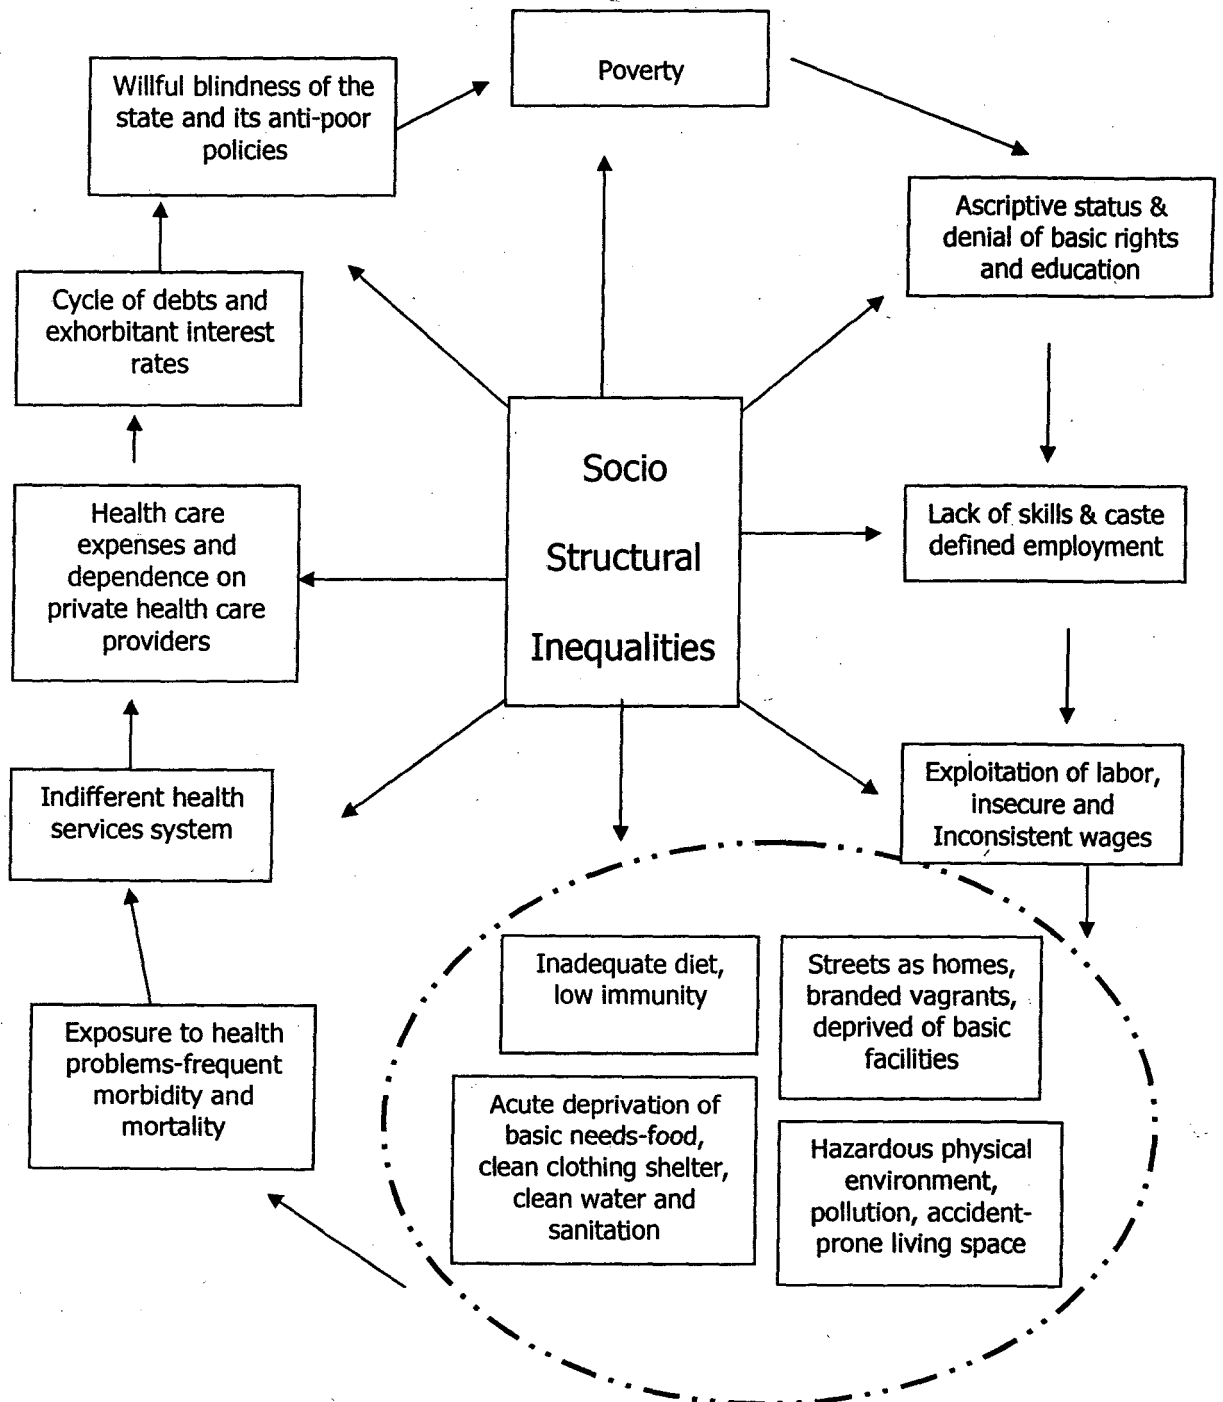 Poverty
Willful blindness of the
state and its anti-poor
policies
Ascriptive status &
denial of basic rights
and education
Cycle of debts and
exhorbitant interest
rates
Socio
Structural
Inequalities
Lack of skills & caste
defined employment
Health care
expenses and
dependence on
private health care
providers
Exploitation of labor,
insecure and
Inconsistent wages
Indifferent health
services system
Inadequate diet,
low immunity
Streets as homes,
branded vagrants,
deprived of basic
facilities
Exposure to health
problems-frequent
morbidity and
mortality
Acute deprivation of
basic needs-food,
clean clothing shelter,
clean water and
sanitation
Hazardous physical
environment,
pollution, accident-
prone living space